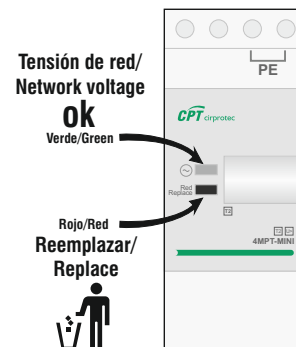 Tensión de red/
Network voltage
ok
Verde/Green
Rojo/Red
Reemplazar/
Replace
PE
CPT cirprotec
Red
Replace
T2
T2
4MPT-MINI